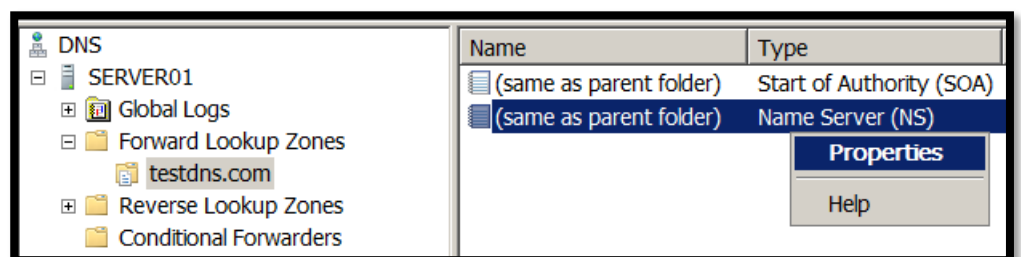 DNS
SERVER01
Global Logs
Forward Lookup Zones
testdns.com
Reverse Lookup Zones
Conditional Forwarders
Name Type
(same as parent folder) Start of Authority (SOA)
(same as parent folder) Name Server (NS)
Properties
Help